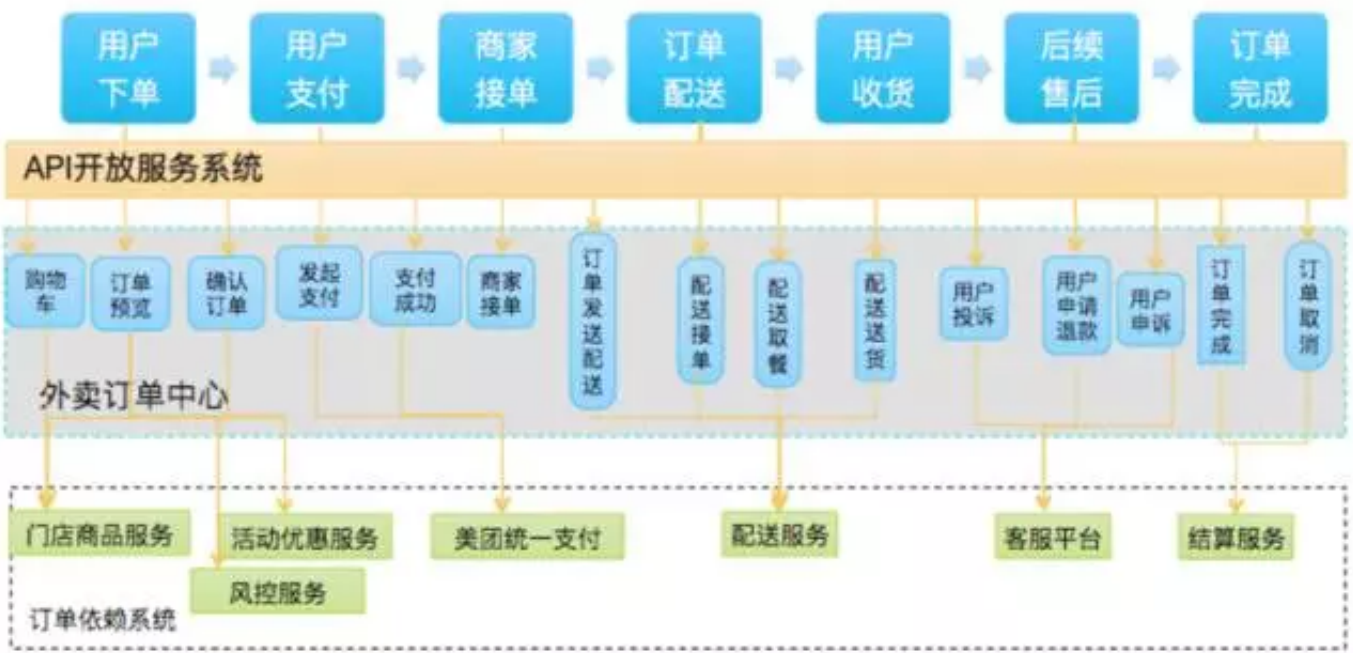 用户
下单
用户
支付
商家
接单
订单
配送
用户
收货
后续
售后
订单
完成
API开放服务系统
购物
车
订单
预览
确认
订单
发起
支付
支付
成功
商家
接单
订
单
发
送
配
送
配
送
接
单
配
送
取
餐
配
送
送
货
用户
投诉
用户
申请
退款
用户
申诉
订
单
完
成
订
单
取
消
外卖订单中心
门店商品服务
活动优惠服务
美团统一支付
配送服务
客服平台
结算服务
风控服务
订单依赖系统